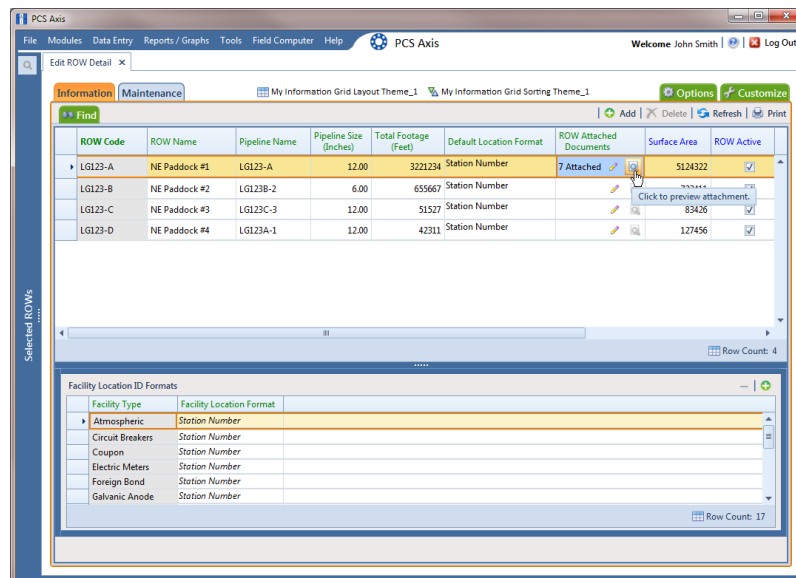 PCS Axis
File Modules Data Entry Reports / Graphs Tools Field Computer Help PCS Axis Welcome John Smith Log Out
Edit ROW Detail ×
Information Maintenance My Information Grid Layout Theme_1 My Information Grid Sorting Theme_1 Options Customize
Find Add Delete Refresh Print
ROW Code ROW Name Pipeline Name Pipeline Size (Inches) Total Footage (Feet) Default Location Format ROW Attached Documents Surface Area ROW Active
LG123-A NE Paddock #1 LG123-A 12.00 3221234 Station Number 7 Attached 5124322
LG123-B NE Paddock #2 LG123B-2 6.00 655667 Station Number
Click to preview attachment.
LG123-C NE Paddock #3 LG123C-3 12.00 51527 Station Number 83426
LG123-D NE Paddock #4 LG123A-1 12.00 42311 Station Number 127456
Selected ROWs
Row Count: 4
Facility Location ID Formats
Facility Type Facility Location Format
Atmospheric Station Number
Circuit Breakers Station Number
Coupon Station Number
Electric Meters Station Number
Foreign Bond Station Number
Galvanic Anode Station Number
Row Count: 17